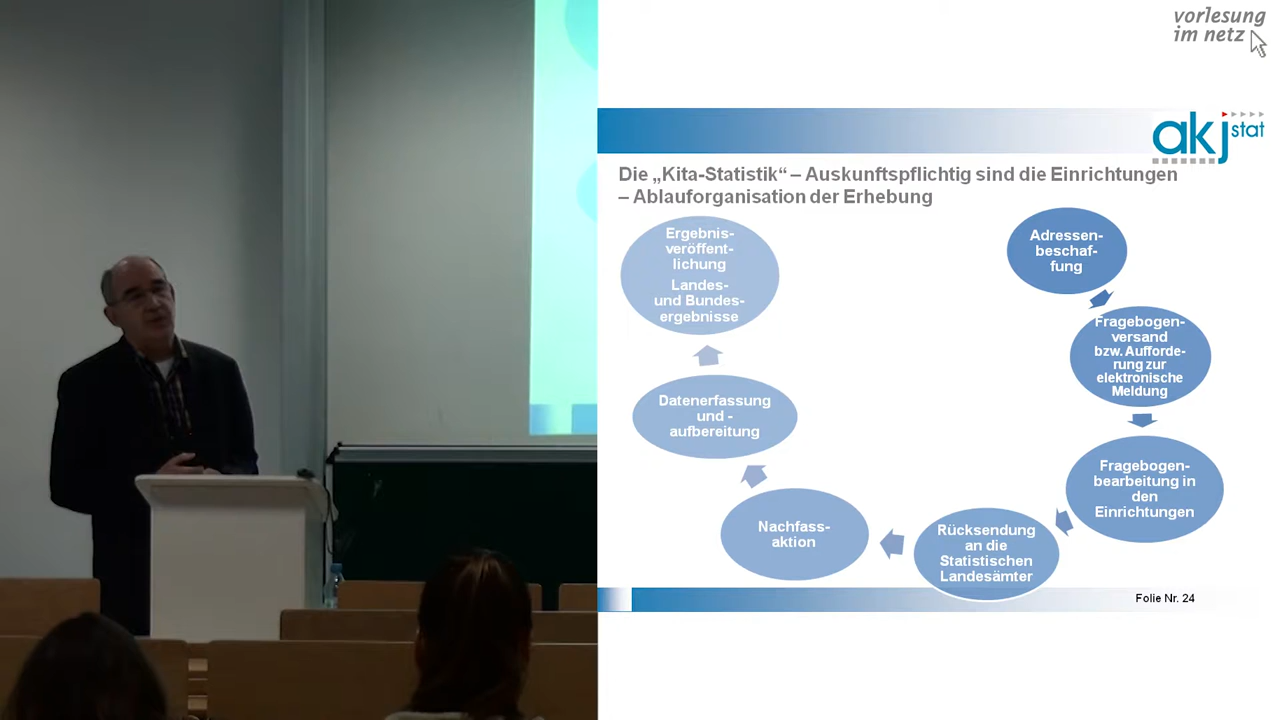 vorlesung
im netz
akj stat
Die „Kita-Statistik“ – Auskunftspflichtig sind die Einrichtungen
– Ablauforganisation der Erhebung
Adressen-
beschaf-
fung
Fragebogen-
versand
bzw. Aufforde-
rung zur
elektronische
Meldung
Fragebogen-
bearbeitung in
den
Einrichtungen
Rücksendung
an die
Statistischen
Landesämter
Nachfass-
aktion
Datenerfassung
und -
aufbereitung
Ergebnis-
veröffent-
lichung
Landes-
und Bundes-
ergebnisse
Folie Nr. 24